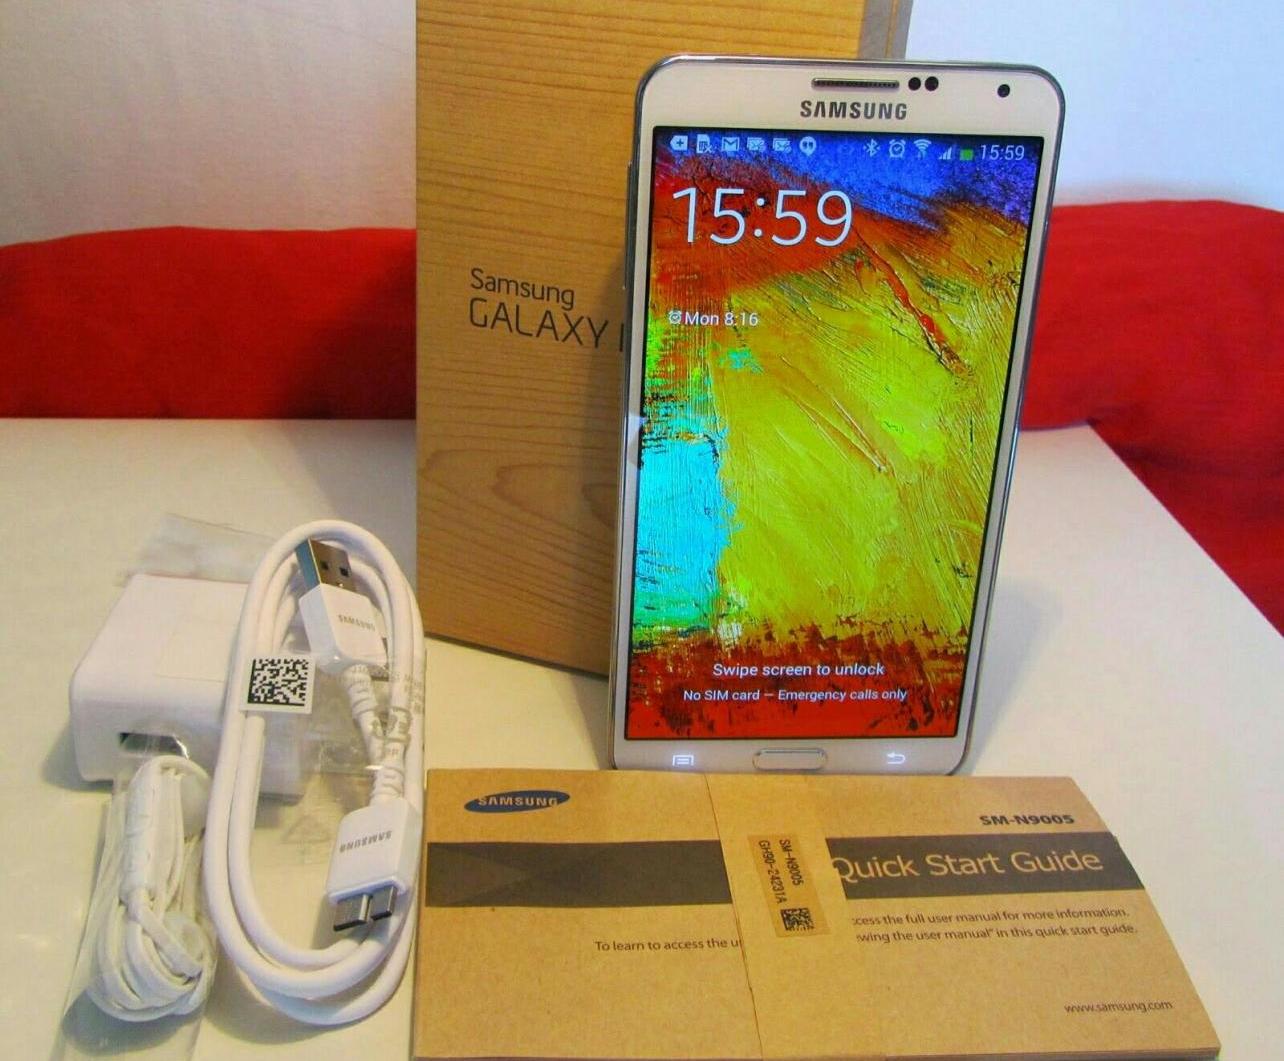 SAMSUNG
15:59
15:59
Mon 8:16
Swipe screen to unlock
No SIM card — Emergency calls only
Samsung
GALAXY
SAMSUNG
SAMSUNG
SAMSUNG
SM-N9005
Quick Start Guide
SM-N9005
GH90-24231A
To learn to access the
ccess the full user manual for more information.
wing the user manual" in this quick start guide.
www.samsung.com